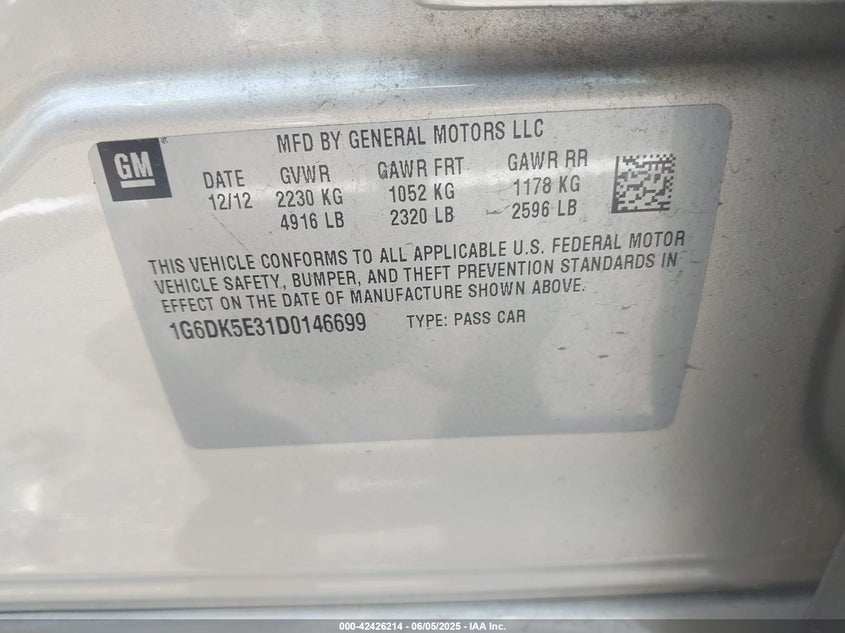 MFD BY GENERAL MOTORS LLC
GM
DATE GVWR GAWR FRT GAWR RR
12/12 2230 KG 1052 KG 1178 KG
4916 LB 2320 LB 2596 LB
THIS VEHICLE CONFORMS TO ALL APPLICABLE U.S. FEDERAL MOTOR
VEHICLE SAFETY, BUMPER, AND THEFT PREVENTION STANDARDS IN
EFFECT ON THE DATE OF MANUFACTURE SHOWN ABOVE.
1G6DK5E31D0146699 TYPE: PASS CAR
000-42426214 - 06/05/2025 - IAA Inc.